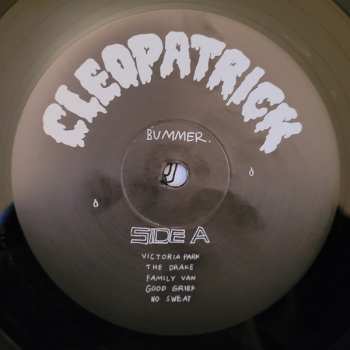 CLEOPATRICK
BUMMER.
SIDE A
VICTORIA PARK
THE DRAKE
FAMILY VAN
GOOD GRIEF
NO SWEAT